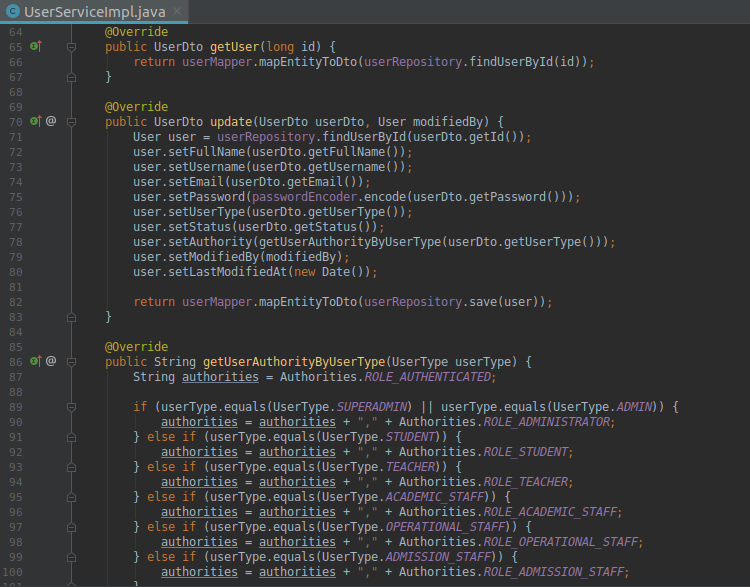 UserServiceImpl.java
64 @Override
65 public UserDto getUser(long id) {
66 return userMapper.mapEntityToDto(userRepository.findUserById(id));
67 }
68
69 @Override
70 @ public UserDto update(UserDto userDto, User modifiedBy) {
71 User user = userRepository.findUserById(userDto.getId());
72 user.setFullName(userDto.getFullName());
73 user.setUsername(userDto.getUsername());
74 user.setEmail(userDto.getEmail());
75 user.setPassword(passwordEncoder.encode(userDto.getPassword()));
76 user.setUserType(userDto.getUserType());
77 user.setStatus(userDto.getStatus());
78 user.setAuthority(getUserAuthorityByUserType(userDto.getUserType()));
79 user.setModifiedBy(modifiedBy);
80 user.setLastModifiedAt(new Date());
81
82 return userMapper.mapEntityToDto(userRepository.save(user));
83 }
84
85 @Override
86 @ public String getUserAuthorityByUserType(UserType userType) {
87 String authorities = Authorities.ROLE_AUTHENTICATED;
88
89 if (userType.equals(UserType.SUPERADMIN) || userType.equals(UserType.ADMIN)) {
90 authorities = authorities + "," + Authorities.ROLE_ADMINISTRATOR;
91 } else if (userType.equals(UserType.STUDENT)) {
92 authorities = authorities + "," + Authorities.ROLE_STUDENT;
93 } else if (userType.equals(UserType.TEACHER)) {
94 authorities = authorities + "," + Authorities.ROLE_TEACHER;
95 } else if (userType.equals(UserType.ACADEMIC_STAFF)) {
96 authorities = authorities + "," + Authorities.ROLE_ACADEMIC_STAFF;
97 } else if (userType.equals(UserType.OPERATIONAL_STAFF)) {
98 authorities = authorities + "," + Authorities.ROLE_OPERATIONAL_STAFF;
99 } else if (userType.equals(UserType.ADMISSION_STAFF)) {
100 authorities = authorities + "," + Authorities.ROLE_ADMISSION_STAFF;